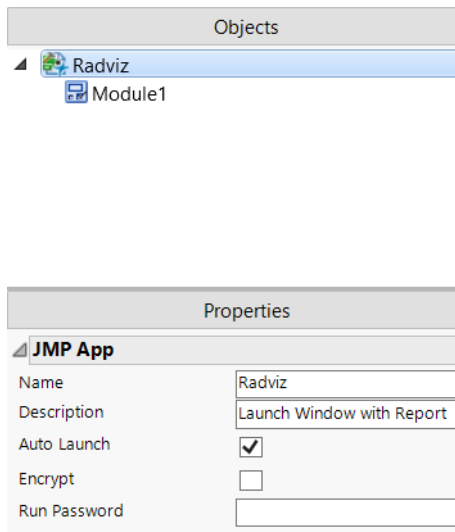 Objects
Radviz
Module1
Properties
JMP App
Name Radviz
Description Launch Window with Report
Auto Launch
Encrypt
Run Password